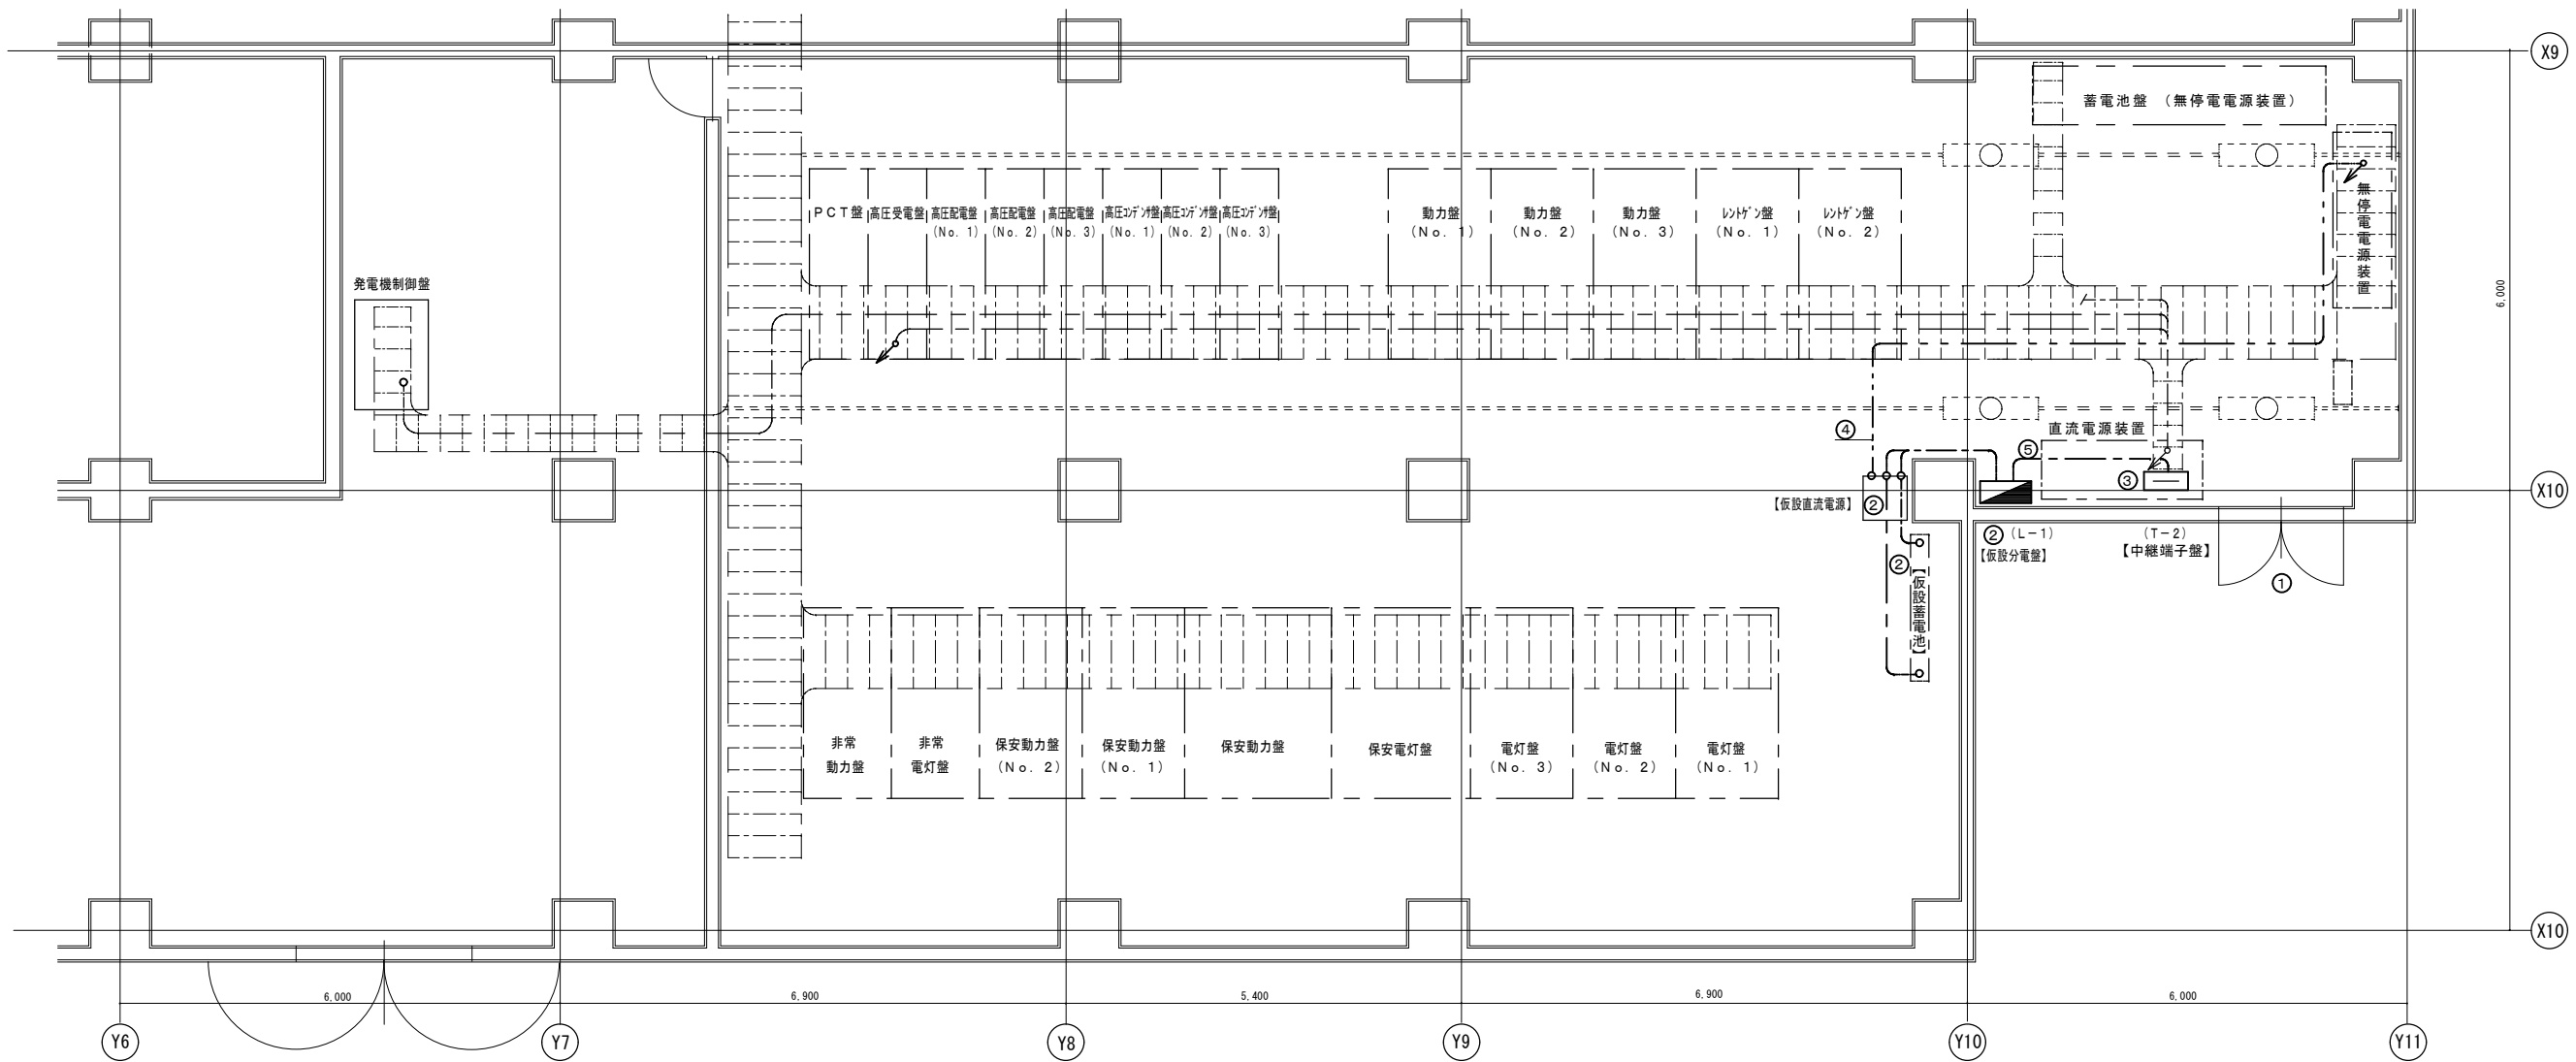 X9
蓄電池盤 (無停電電源装置)
PCT盤
高圧受電盤
高圧配電盤
(No. 1)
高圧配電盤
(No. 2)
高圧配電盤
(No. 3)
高圧コンデンサ盤
(No. 1)
高圧コンデンサ盤
(No. 2)
高圧コンデンサ盤
(No. 3)
動力盤
(No. 1)
動力盤
(No. 2)
動力盤
(No. 3)
レントゲン盤
(No. 1)
レントゲン盤
(No. 2)
無停電電源装置
発電機制御盤
6,000
④
直流電源装置
⑤
③
X10
【仮設直流電源】
②
② (L-1)
【仮設分電盤】
(T-2)
【中継端子盤】
①
②
【仮設蓄電池】
非常
動力盤
非常
電灯盤
保安動力盤
(No. 2)
保安動力盤
(No. 1)
保安動力盤
保安電灯盤
電灯盤
(No. 3)
電灯盤
(No. 2)
電灯盤
(No. 1)
X10
6,000
6,900
5,400
6,900
6,000
Y6
Y7
Y8
Y9
Y10
Y11